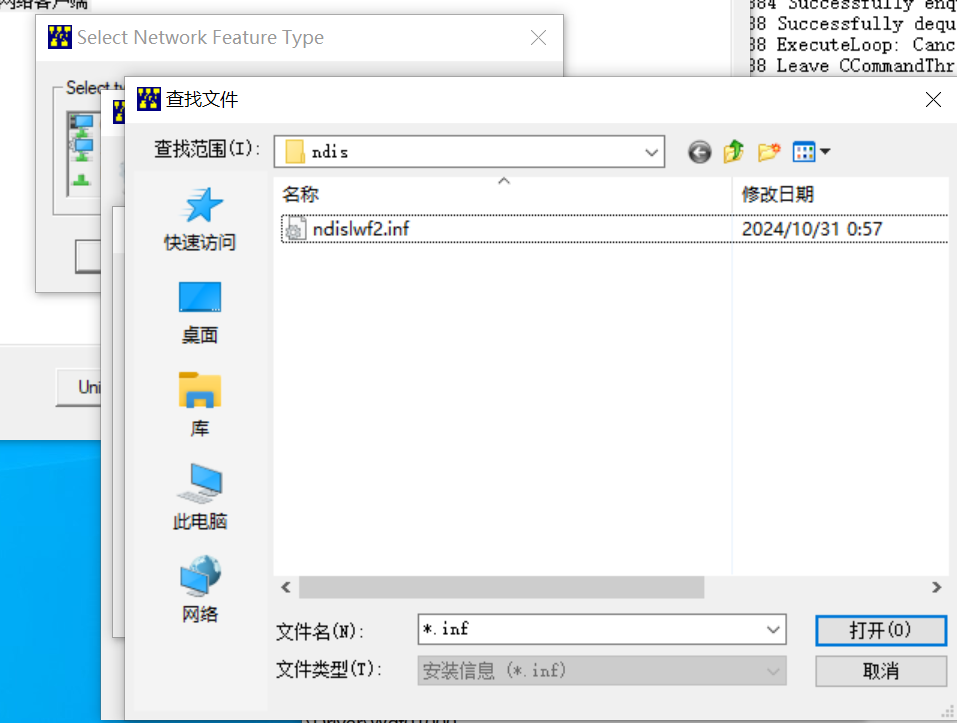 网络客户端
384 Successfully enqu
38 Successfully dequ
38 ExecuteLoop: Canc
38 Leave CCommandThr
Select Network Feature Type
Select
查找文件
查找范围(I):
ndis
名称
修改日期
ndislwf2.inf
2024/10/31 0:57
快速访问
桌面
库
此电脑
网络
Uni
文件名(N):
*.inf
打开(O)
文件类型(T):
安装信息 (*.inf)
取消